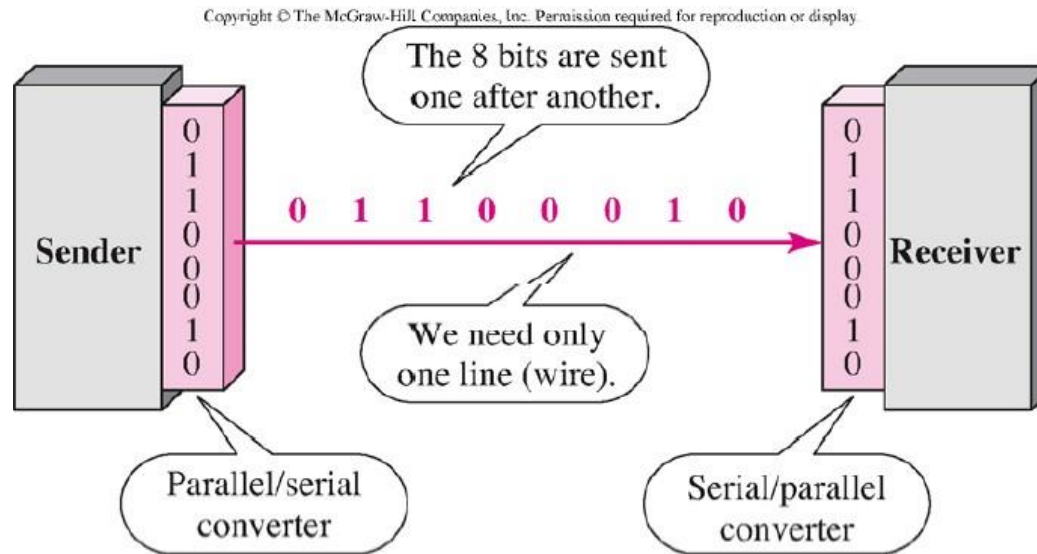 Copyright © The McGraw-Hill Companies, Inc. Permission required for reproduction or display.
The 8 bits are sent
one after another.
0
1
1
0
0
0
1
0
0 1 1 0 0 0 1 0
0
1
1
0
0
0
1
0
Sender
Receiver
We need only
one line (wire).
Parallel/serial
converter
Serial/parallel
converter